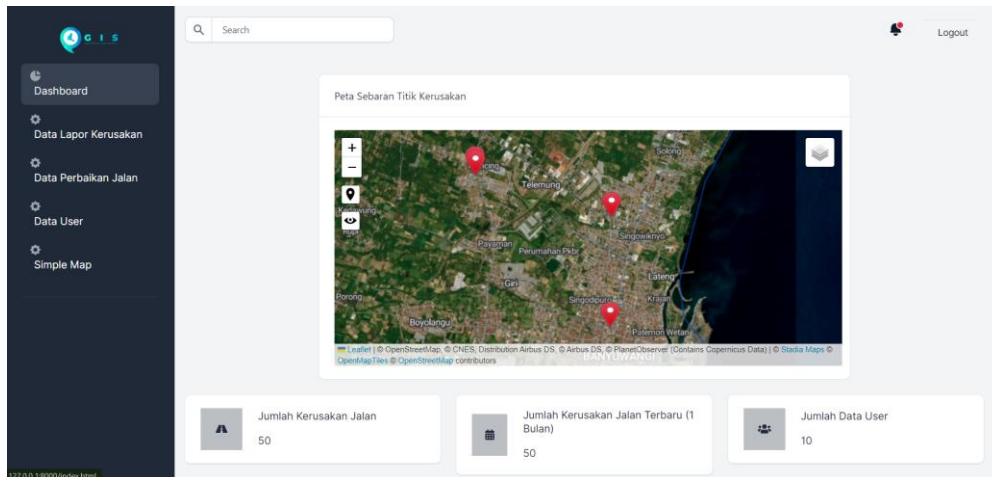 GIS
Search
Logout
Dashboard
Data Lapor Kerusakan
Data Perbaikan Jalan
Data User
Simple Map
Peta Sebaran Titik Kerusakan
+
−
Solong
Telemung
Singowiknyo
Payaman
Perumahan Pkbr
Giri
Lateng
Porong
Singodipuro
Kraian
Boyolangu
Patemon Wetan
BANYUWANGI
Leaflet | © OpenStreetMap, © CNES, Distribution Airbus DS, © Airbus DS, © PlanetObserver (Contains Copernicus Data) | © Stadia Maps ©
OpenMapTiles © OpenStreetMap contributors
Jumlah Kerusakan Jalan
50
Jumlah Kerusakan Jalan Terbaru (1
Bulan)
50
Jumlah Data User
10
127.0.0.1:8000/index.html